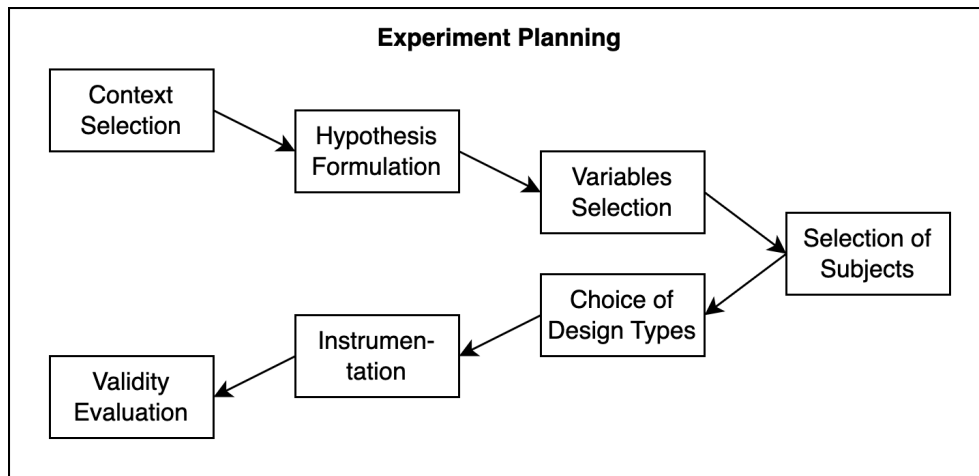 Experiment Planning
Context
Selection
Hypothesis
Formulation
Variables
Selection
Selection of
Subjects
Choice of
Design Types
Instrumen-
tation
Validity
Evaluation